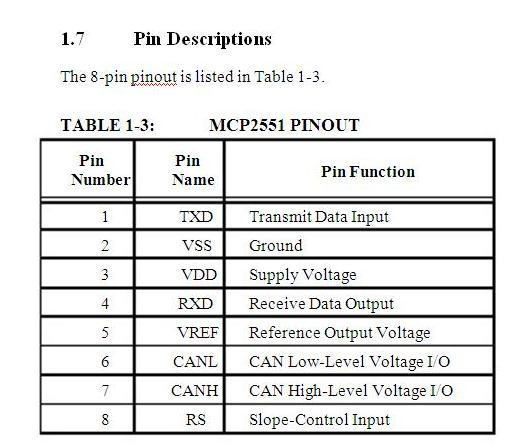 1.7 Pin Descriptions
The 8-pin pinout is listed in Table 1-3.
TABLE 1-3: MCP2551 PINOUT
Pin Number Pin Name Pin Function
1 TXD Transmit Data Input
2 VSS Ground
3 VDD Supply Voltage
4 RXD Receive Data Output
5 VREF Reference Output Voltage
6 CANL CAN Low-Level Voltage I/O
7 CANH CAN High-Level Voltage I/O
8 RS Slope-Control Input